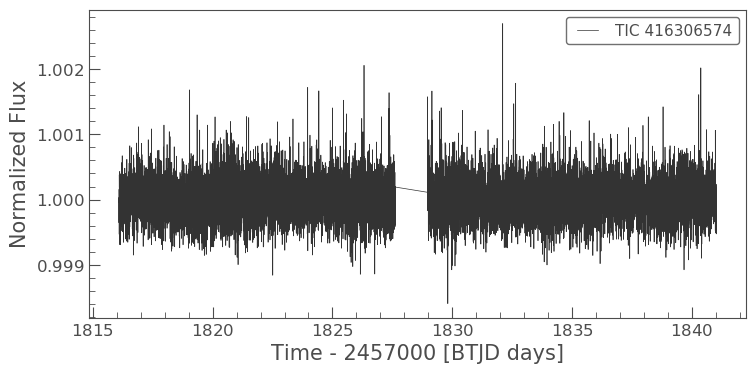 TIC 416306574
Normalized Flux
1.002
1.001
1.000
0.999
1815 1820 1825 1830 1835 1840
Time - 2457000 [BTJD days]